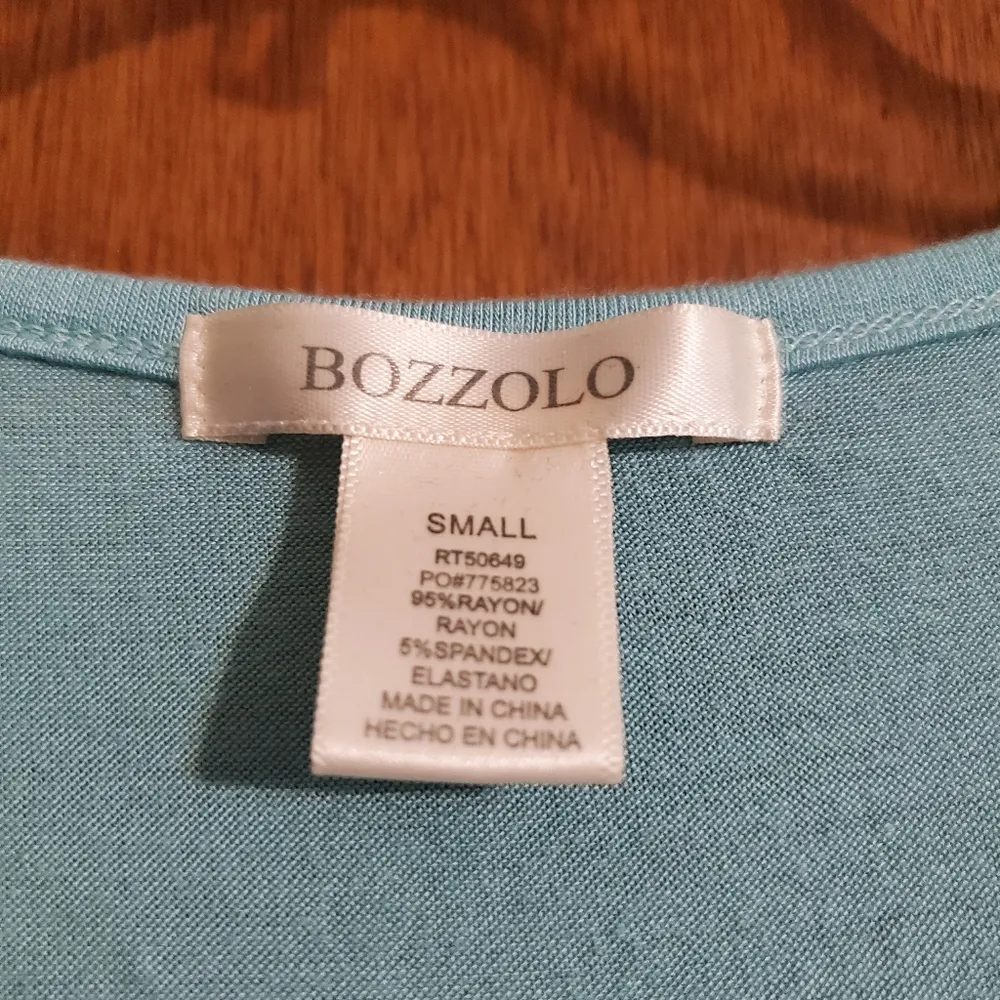 BOZZOLO
SMALL
RT50649
PO#775823
95%RAYON/
RAYON
5%SPANDEX/
ELASTANO
MADE IN CHINA
HECHO EN CHINA